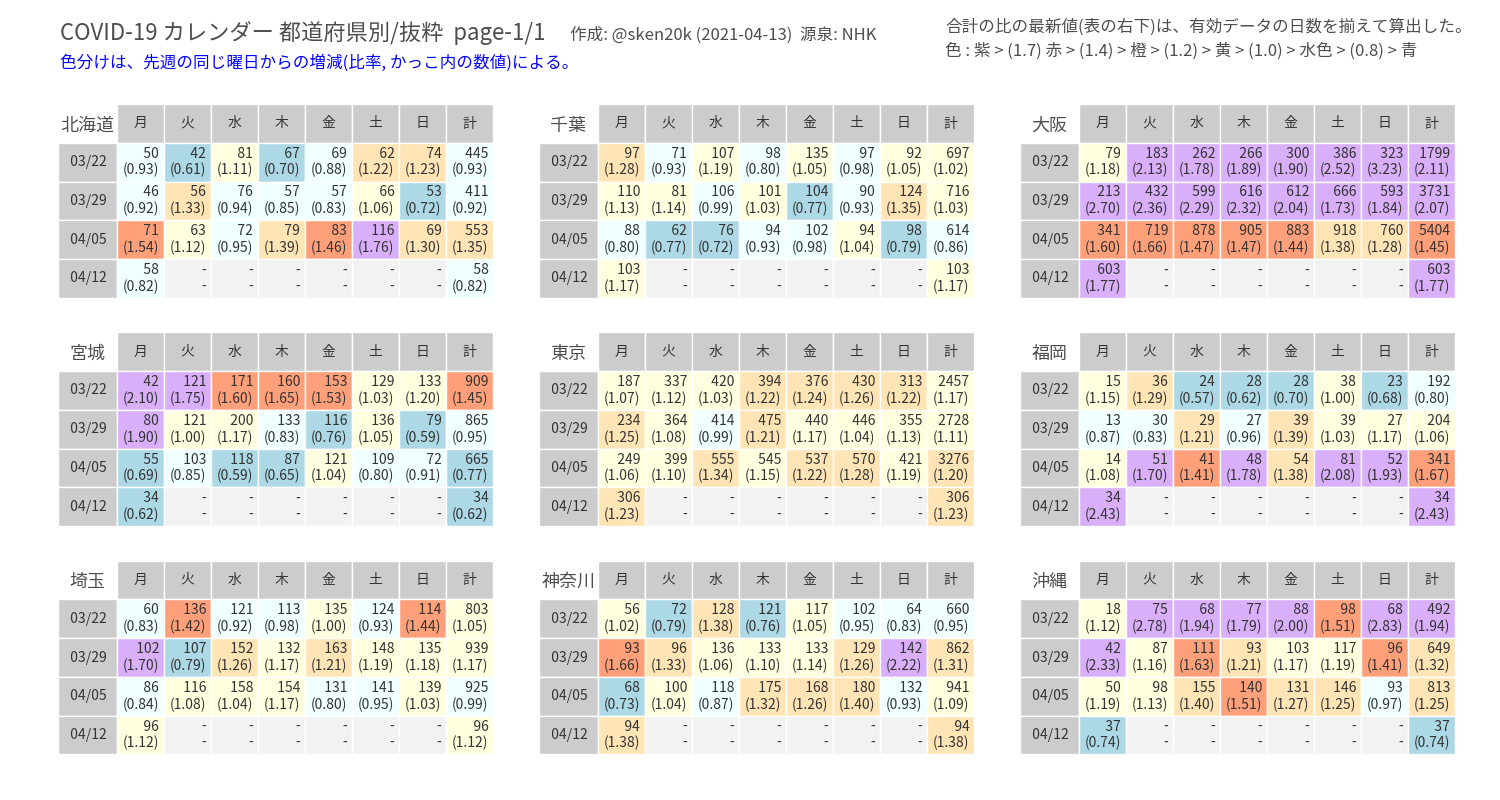 COVID-19 カレンダー 都道府県別/抜粋 page-1/1 作成: @sken20k (2021-04-13) 源泉: NHK
色分けは、先週の同じ曜日からの増減(比率, かっこ内の数値)による。
合計の比の最新値(表の右下)は、有効データの日数を揃えて算出した。
色 : 紫 > (1.7) 赤 > (1.4) > 橙 > (1.2) > 黄 > (1.0) > 水色 > (0.8) > 青
北海道 月 火 水 木 金 土 日 計
03/22 50 42 81 67 69 62 74 445
(0.93) (0.61) (1.11) (0.70) (0.88) (1.22) (1.23) (0.93)
03/29 46 56 76 57 57 66 53 411
(0.92) (1.33) (0.94) (0.85) (0.83) (1.06) (0.72) (0.92)
04/05 71 63 72 79 83 116 69 553
(1.54) (1.12) (0.95) (1.39) (1.46) (1.76) (1.30) (1.35)
04/12 58 - - - - - - 58
(0.82) - - - - - - (0.82)
千葉 月 火 水 木 金 土 日 計
03/22 97 71 107 98 135 97 92 697
(1.28) (0.93) (1.19) (0.80) (1.05) (0.98) (1.05) (1.02)
03/29 110 81 106 101 104 90 124 716
(1.13) (1.14) (0.99) (1.03) (0.77) (0.93) (1.35) (1.03)
04/05 88 62 76 94 102 94 98 614
(0.80) (0.77) (0.72) (0.93) (0.98) (1.04) (0.79) (0.86)
04/12 103 - - - - - - 103
(1.17) - - - - - - (1.17)
大阪 月 火 水 木 金 土 日 計
03/22 79 183 262 266 300 386 323 1799
(1.18) (2.13) (1.78) (1.89) (1.90) (2.52) (3.23) (2.11)
03/29 213 432 599 616 612 666 593 3731
(2.70) (2.36) (2.29) (2.32) (2.04) (1.73) (1.84) (2.07)
04/05 341 719 878 905 883 918 760 5404
(1.60) (1.66) (1.47) (1.47) (1.44) (1.38) (1.28) (1.45)
04/12 603 - - - - - - 603
(1.77) - - - - - - (1.77)
宮城 月 火 水 木 金 土 日 計
03/22 42 121 171 160 153 129 133 909
(2.10) (1.75) (1.60) (1.65) (1.53) (1.03) (1.20) (1.45)
03/29 80 121 200 133 116 136 79 865
(1.90) (1.00) (1.17) (0.83) (0.76) (1.05) (0.59) (0.95)
04/05 55 103 118 87 121 109 72 665
(0.69) (0.85) (0.59) (0.65) (1.04) (0.80) (0.91) (0.77)
04/12 34 - - - - - - 34
(0.62) - - - - - - (0.62)
東京 月 火 水 木 金 土 日 計
03/22 187 337 420 394 376 430 313 2457
(1.07) (1.12) (1.03) (1.22) (1.24) (1.26) (1.22) (1.17)
03/29 234 364 414 475 440 446 355 2728
(1.25) (1.08) (0.99) (1.21) (1.17) (1.04) (1.13) (1.11)
04/05 249 399 555 545 537 570 421 3276
(1.06) (1.10) (1.34) (1.15) (1.22) (1.28) (1.19) (1.20)
04/12 306 - - - - - - 306
(1.23) - - - - - - (1.23)
福岡 月 火 水 木 金 土 日 計
03/22 15 36 24 28 28 38 23 192
(1.15) (1.29) (0.57) (0.62) (0.70) (1.00) (0.68) (0.80)
03/29 13 30 29 27 39 39 27 204
(0.87) (0.83) (1.21) (0.96) (1.39) (1.03) (1.17) (1.06)
04/05 14 51 41 48 54 81 52 341
(1.08) (1.70) (1.41) (1.78) (1.38) (2.08) (1.93) (1.67)
04/12 34 - - - - - - 34
(2.43) - - - - - - (2.43)
埼玉 月 火 水 木 金 土 日 計
03/22 60 136 121 113 135 124 114 803
(0.83) (1.42) (0.92) (0.98) (1.00) (0.93) (1.44) (1.05)
03/29 102 107 152 132 163 148 135 939
(1.70) (0.79) (1.26) (1.17) (1.21) (1.19) (1.18) (1.17)
04/05 86 116 158 154 131 141 139 925
(0.84) (1.08) (1.04) (1.17) (0.80) (0.95) (1.03) (0.99)
04/12 96 - - - - - - 96
(1.12) - - - - - - (1.12)
神奈川 月 火 水 木 金 土 日 計
03/22 56 72 128 121 117 102 64 660
(1.02) (0.79) (1.38) (0.76) (1.05) (0.95) (0.83) (0.95)
03/29 93 96 136 133 133 129 142 862
(1.66) (1.33) (1.06) (1.10) (1.14) (1.26) (2.22) (1.31)
04/05 68 100 118 175 168 180 132 941
(0.73) (1.04) (0.87) (1.32) (1.26) (1.40) (0.93) (1.09)
04/12 94 - - - - - - 94
(1.38) - - - - - - (1.38)
沖縄 月 火 水 木 金 土 日 計
03/22 18 75 68 77 88 98 68 492
(1.12) (2.78) (1.94) (1.79) (2.00) (1.51) (2.83) (1.94)
03/29 42 87 111 93 103 117 96 649
(2.33) (1.16) (1.63) (1.21) (1.17) (1.19) (1.41) (1.32)
04/05 50 98 155 140 131 146 93 813
(1.19) (1.13) (1.40) (1.51) (1.27) (1.25) (0.97) (1.25)
04/12 37 - - - - - - 37
(0.74) - - - - - - (0.74)